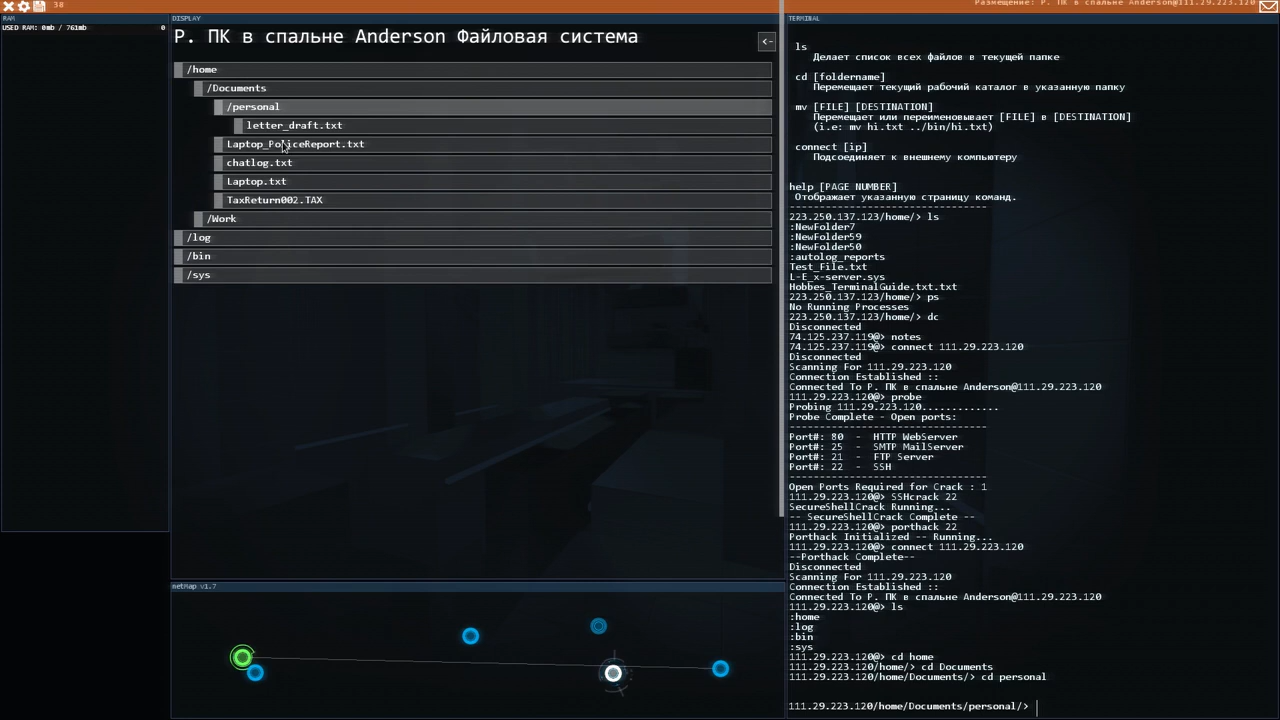 38
Размещение: Р. ПК в спальне Anderson@111.29.223.120
RAM
USED RAM: 0mb / 761mb
0
DISPLAY
Р. ПК в спальне Anderson Файловая система
<-
/home
/Documents
/personal
letter_draft.txt
Laptop_PoliceReport.txt
chatlog.txt
Laptop.txt
TaxReturn002.TAX
/Work
/log
/bin
/sys
netMap v1.7
TERMINAL
ls
Делает список всех файлов в текущей папке
cd [foldername]
Перемещает текущий рабочий каталог в указанную папку
mv [FILE] [DESTINATION]
Перемещает или переименовывает [FILE] в [DESTINATION]
(i.e: mv hi.txt ../bin/hi.txt)
connect [ip]
Подсоединяет к внешнему компьютеру
help [PAGE NUMBER]
Отображает указанную страницу команд.
---------------------------------
223.250.137.123/home/> ls
:NewFolder7
:NewFolder59
:NewFolder50
:autolog_reports
Test_File.txt
L-E_x-server.sys
Hobbes_TerminalGuide.txt.txt
223.250.137.123/home/> ps
No Running Processes
223.250.137.123/home/> dc
Disconnected
74.125.237.119@> notes
74.125.237.119@> connect 111.29.223.120
Disconnected
Scanning For 111.29.223.120
Connection Established ::
Connected To Р. ПК в спальне Anderson@111.29.223.120
111.29.223.120@> probe
Probing 111.29.223.120.............
Probe Complete - Open ports:
---------------------------------
Port#: 80  -  HTTP WebServer
Port#: 25  -  SMTP MailServer
Port#: 21  -  FTP Server
Port#: 22  -  SSH
---------------------------------
Open Ports Required for Crack : 1
111.29.223.120@> SSHcrack 22
SecureShellCrack Running...
-- SecureShellCrack Complete --
111.29.223.120@> porthack 22
Porthack Initialized -- Running...
111.29.223.120@> connect 111.29.223.120
--Porthack Complete--
Disconnected
Scanning For 111.29.223.120
Connection Established ::
Connected To Р. ПК в спальне Anderson@111.29.223.120
111.29.223.120@> ls
:home
:log
:bin
:sys
111.29.223.120@> cd home
111.29.223.120/home/> cd Documents
111.29.223.120/home/Documents/> cd personal
111.29.223.120/home/Documents/personal/>